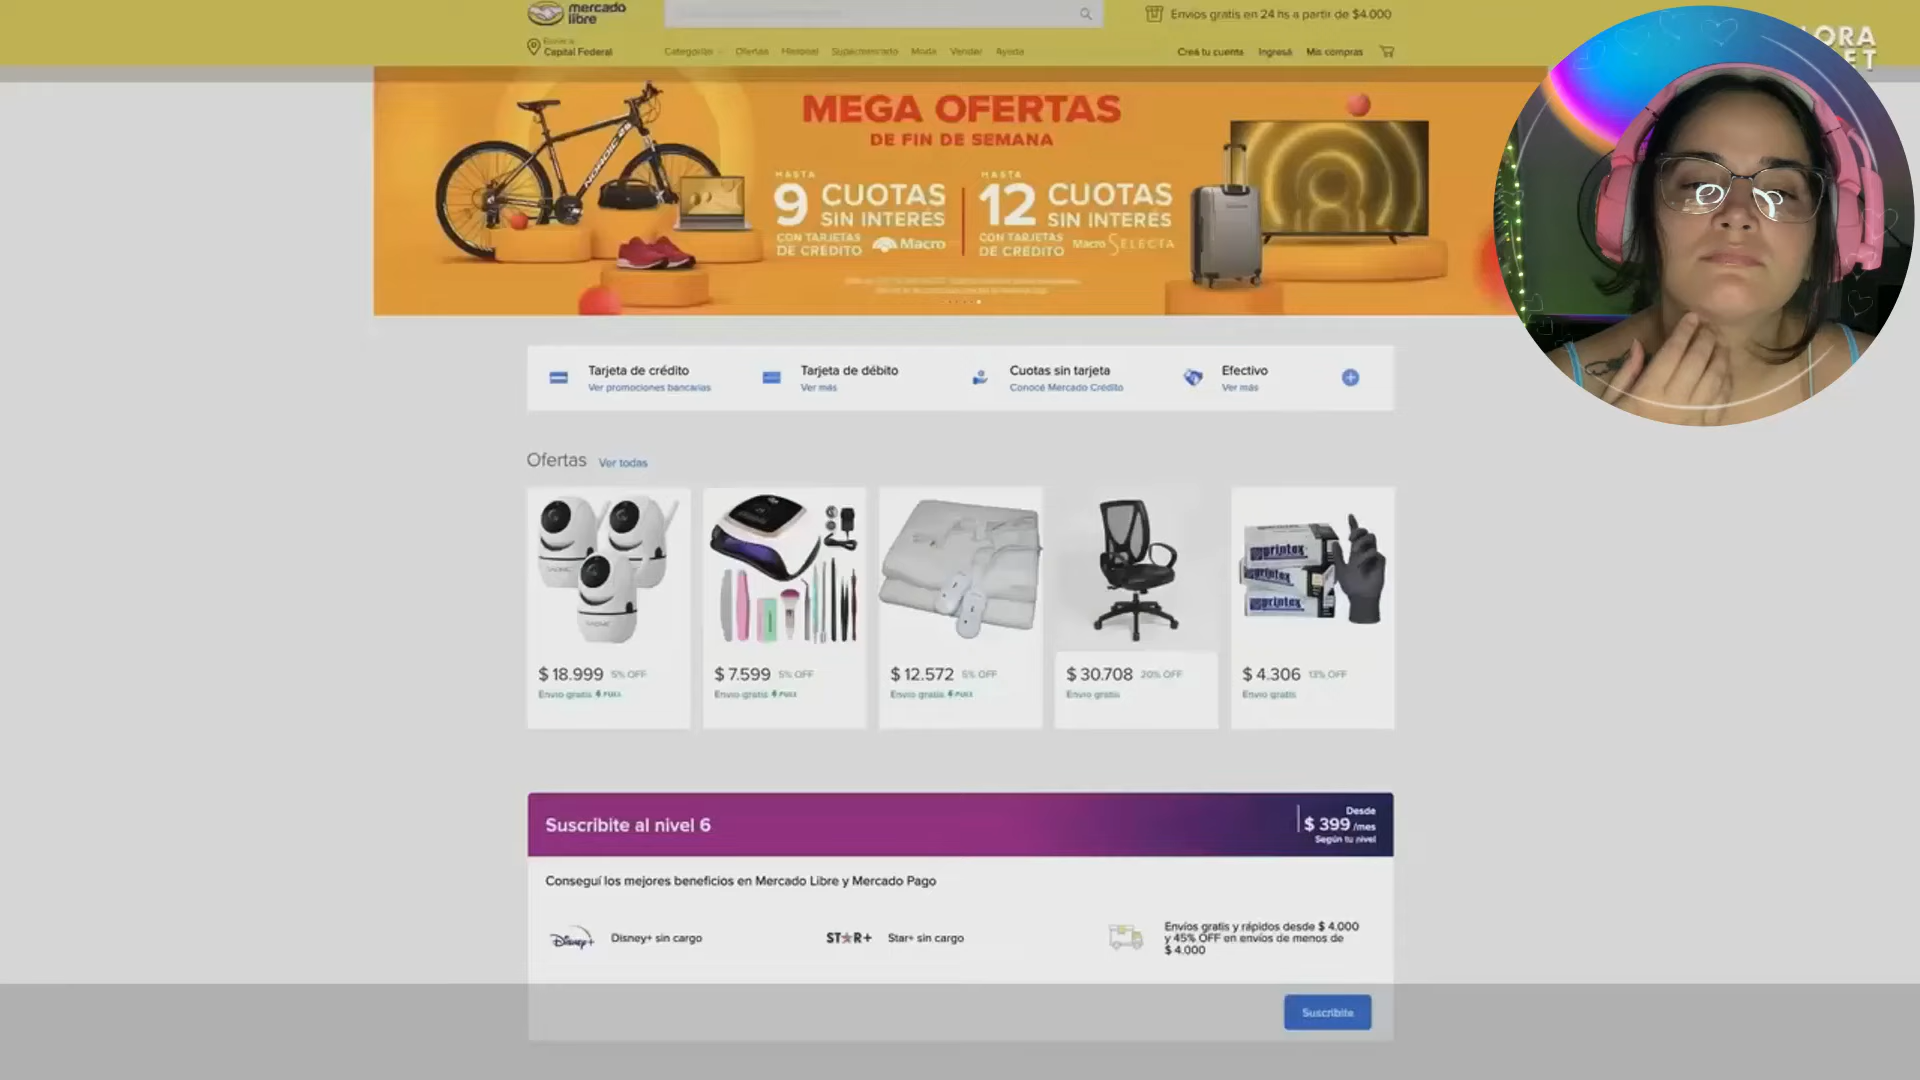 mercado
libre
Envíos gratis en 24 hs a partir de $4.000
Capital Federal
Categorías Ofertas Historial Supermercado Moda Vender Ayuda
Creá tu cuenta Ingresá Mis compras
LORA
ET
MEGA OFERTAS
DE FIN DE SEMANA
HASTA
9 CUOTAS
SIN INTERÉS
CON TARJETAS
DE CRÉDITO Macro
HASTA
12 CUOTAS
SIN INTERÉS
CON TARJETAS
DE CRÉDITO Macro SELECTA
NORDIC
Tarjeta de crédito
Ver promociones bancarias
Tarjeta de débito
Ver más
Cuotas sin tarjeta
Conocé Mercado Crédito
Efectivo
Ver más
Ofertas Ver todas
printex
printex
printex
$ 18.999 5% OFF
Envío gratis FULL
$ 7.599 5% OFF
Envío gratis FULL
$ 12.572 5% OFF
Envío gratis FULL
$ 30.708 20% OFF
Envío gratis
$ 4.306 13% OFF
Envío gratis
Suscribite al nivel 6
Desde
$ 399 /mes
Según tu nivel
Conseguí los mejores beneficios en Mercado Libre y Mercado Pago
Disney+ Disney+ sin cargo
STAR+ Star+ sin cargo
Envíos gratis y rápidos desde $ 4.000
y 45% OFF en envíos de menos de
$ 4.000
Suscribite